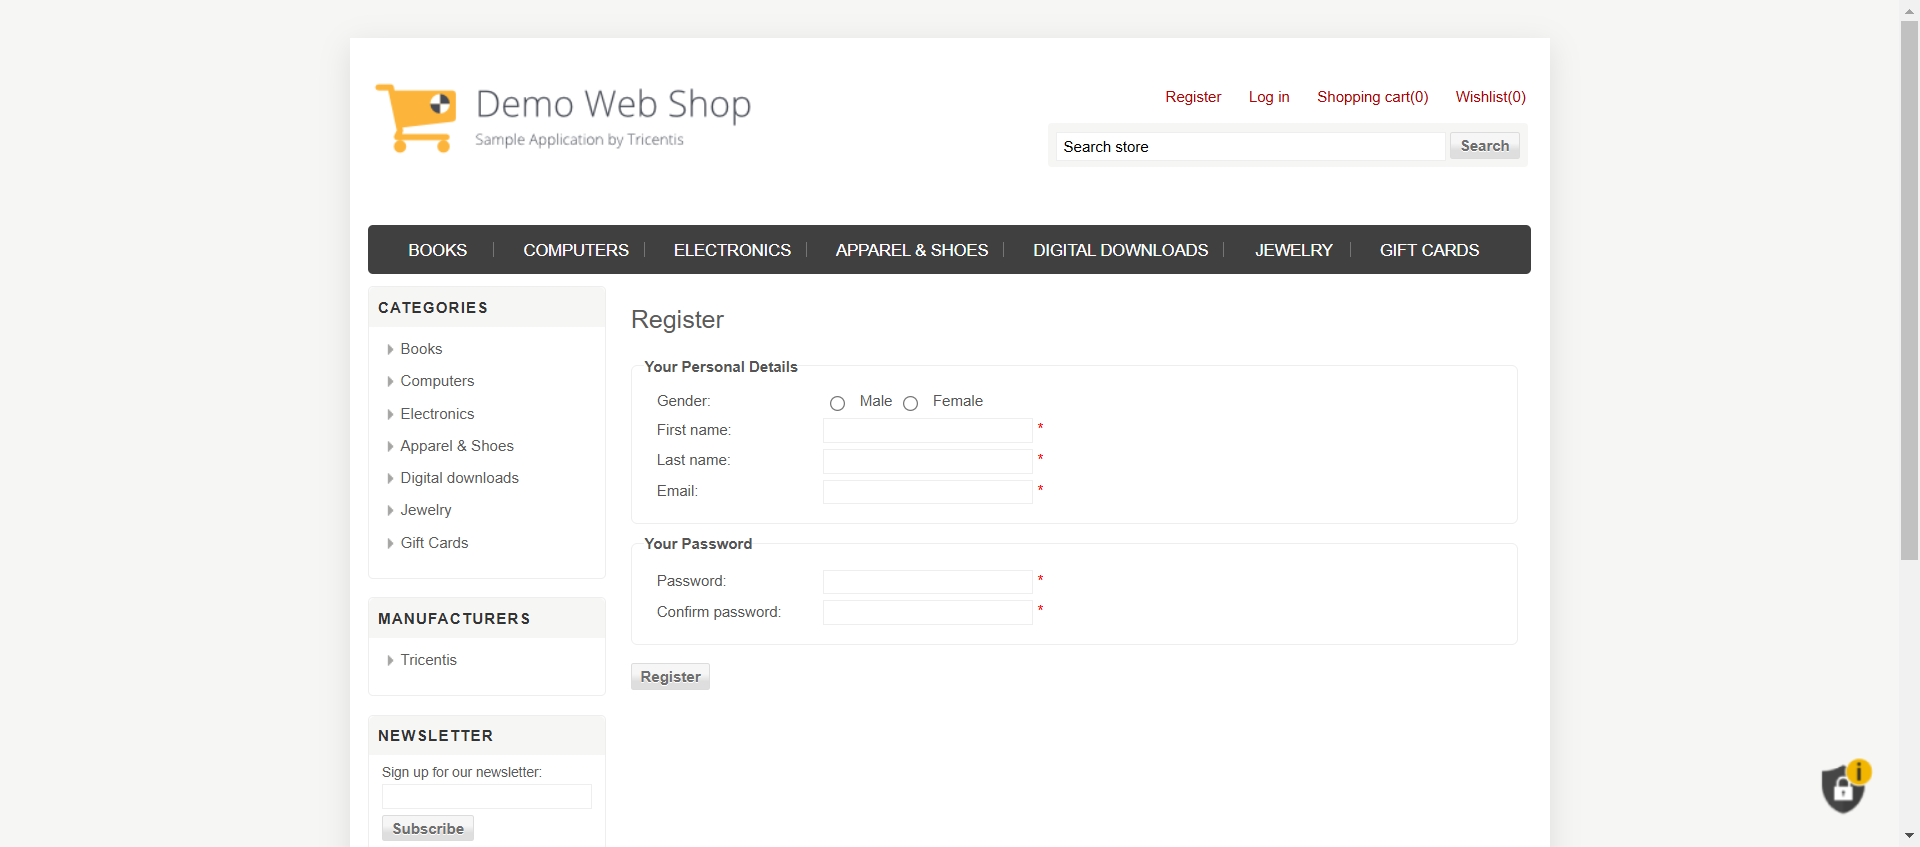 Demo Web Shop
Sample Application by Tricentis
Register Log in Shopping cart(0) Wishlist(0)
Search store Search
BOOKS COMPUTERS ELECTRONICS APPAREL & SHOES DIGITAL DOWNLOADS JEWELRY GIFT CARDS
CATEGORIES
Books
Computers
Electronics
Apparel & Shoes
Digital downloads
Jewelry
Gift Cards
MANUFACTURERS
Tricentis
NEWSLETTER
Sign up for our newsletter:
Subscribe
Register
Your Personal Details
Gender: Male Female
First name: *
Last name: *
Email: *
Your Password
Password: *
Confirm password: *
Register
i